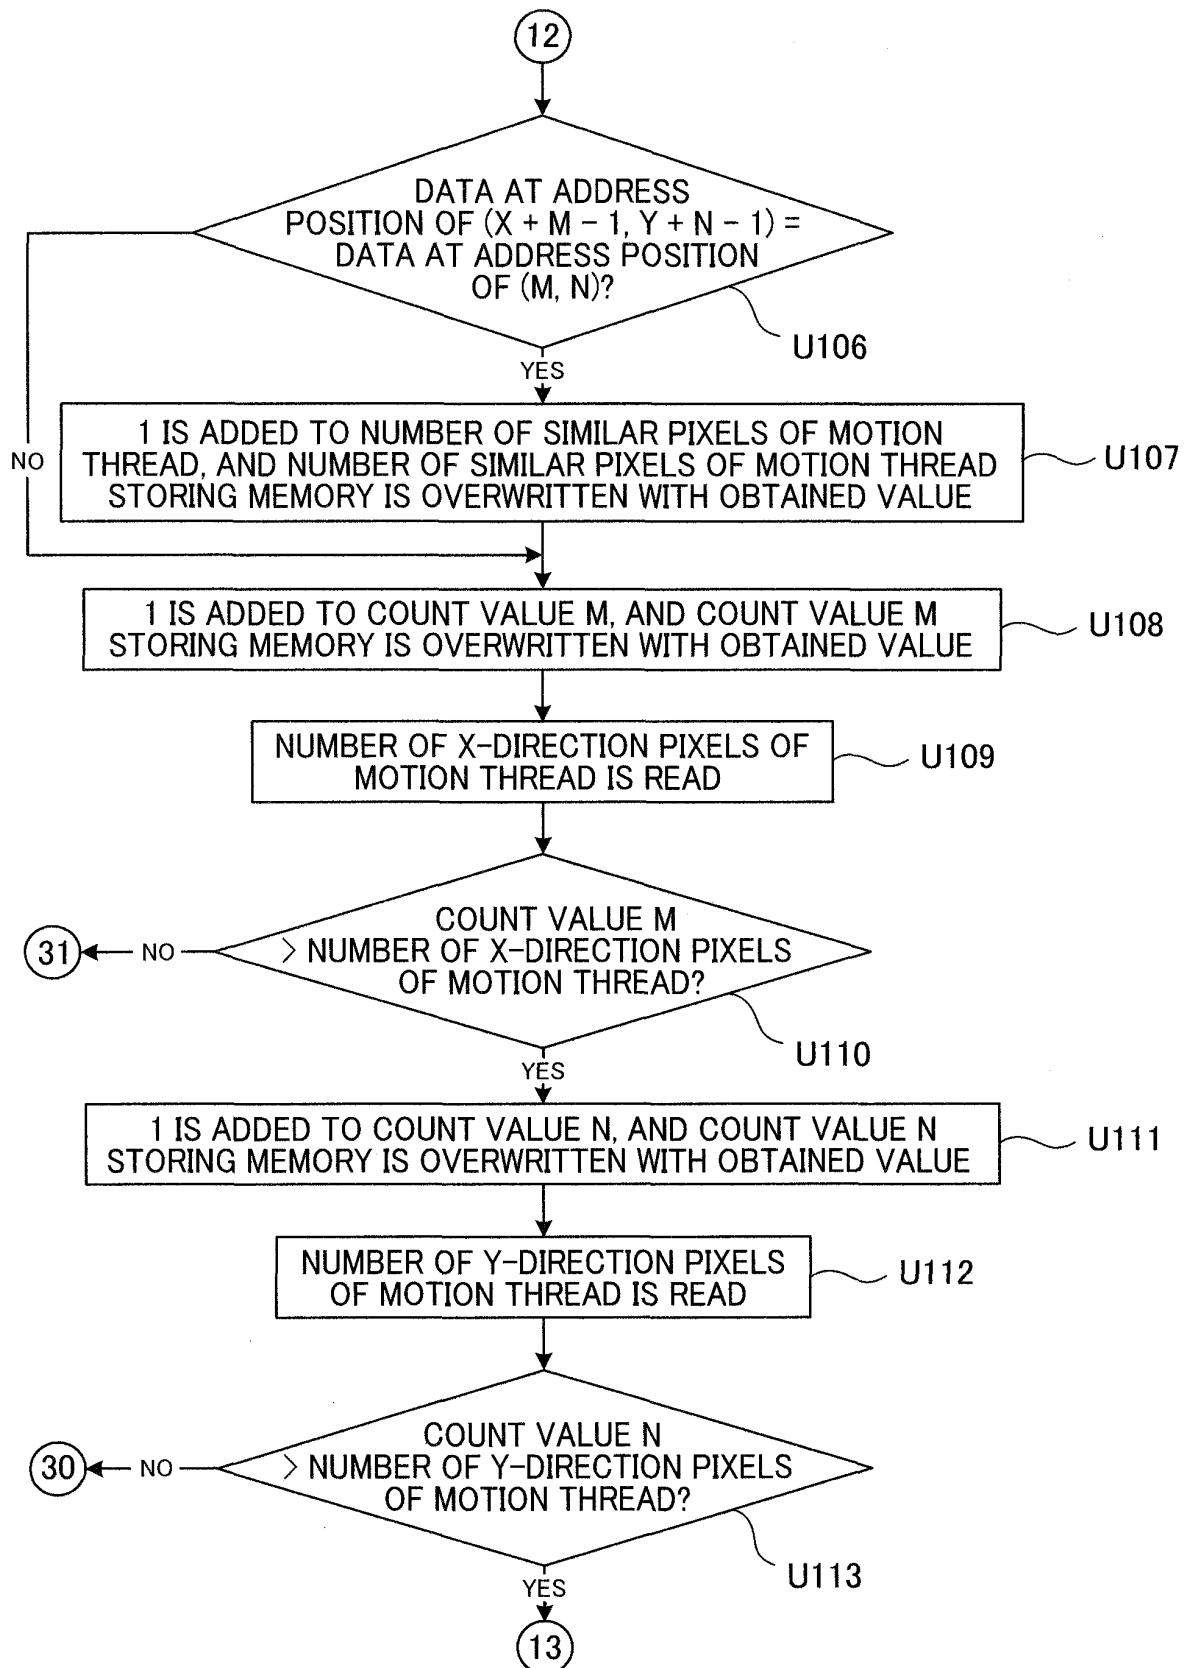 12
DATA AT ADDRESS
POSITION OF (X + M − 1, Y + N − 1) =
DATA AT ADDRESS POSITION
OF (M, N)?
U106
YES
NO
1 IS ADDED TO NUMBER OF SIMILAR PIXELS OF MOTION
THREAD, AND NUMBER OF SIMILAR PIXELS OF MOTION THREAD
STORING MEMORY IS OVERWRITTEN WITH OBTAINED VALUE
U107
1 IS ADDED TO COUNT VALUE M, AND COUNT VALUE M
STORING MEMORY IS OVERWRITTEN WITH OBTAINED VALUE
U108
NUMBER OF X-DIRECTION PIXELS OF
MOTION THREAD IS READ
U109
COUNT VALUE M
> NUMBER OF X-DIRECTION PIXELS
OF MOTION THREAD?
31
NO
U110
YES
1 IS ADDED TO COUNT VALUE N, AND COUNT VALUE N
STORING MEMORY IS OVERWRITTEN WITH OBTAINED VALUE
U111
NUMBER OF Y-DIRECTION PIXELS
OF MOTION THREAD IS READ
U112
COUNT VALUE N
> NUMBER OF Y-DIRECTION PIXELS
OF MOTION THREAD?
30
NO
U113
YES
13